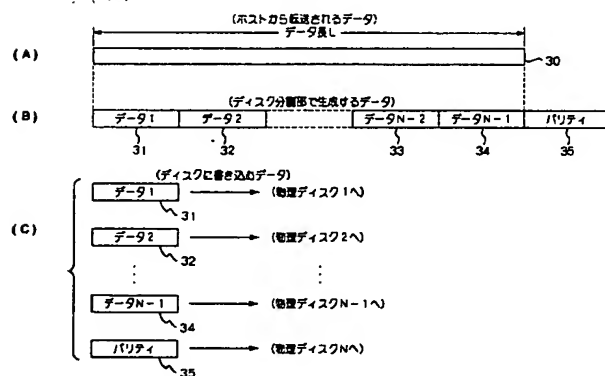 (ホストから転送されるデータ)
データ長L
(A)
30
(ディスク分割部で生成するデータ)
(B)
データ1 データ2 データN-2 データN-1 パリティ
31 32 33 34 35
(ディスクに書き込むデータ)
(C)
データ1 (物理ディスク1へ)
31
データ2 (物理ディスク2へ)
32
データN-1 (物理ディスクN-1へ)
34
パリティ (物理ディスクNへ)
35